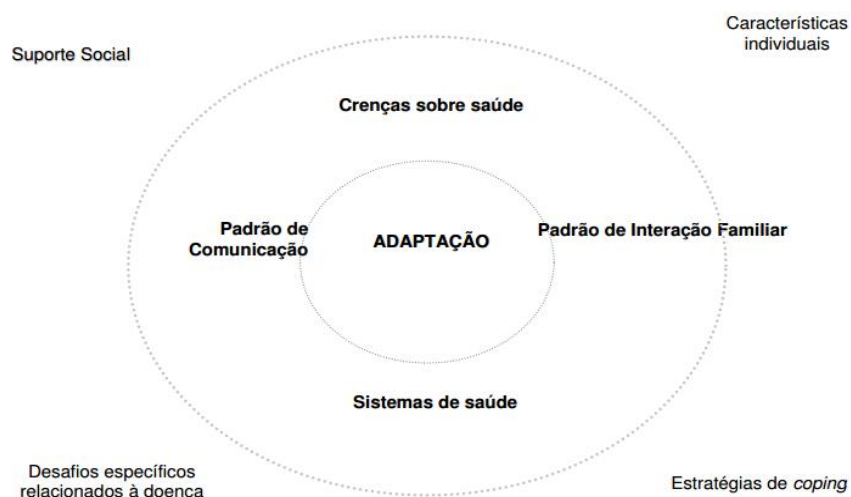 Características
individuais
Suporte Social
Crenças sobre saúde
Padrão de
Comunicação
ADAPTAÇÃO
Padrão de Interação Familiar
Sistemas de saúde
Desafios específicos
relacionados à doença
Estratégias de coping